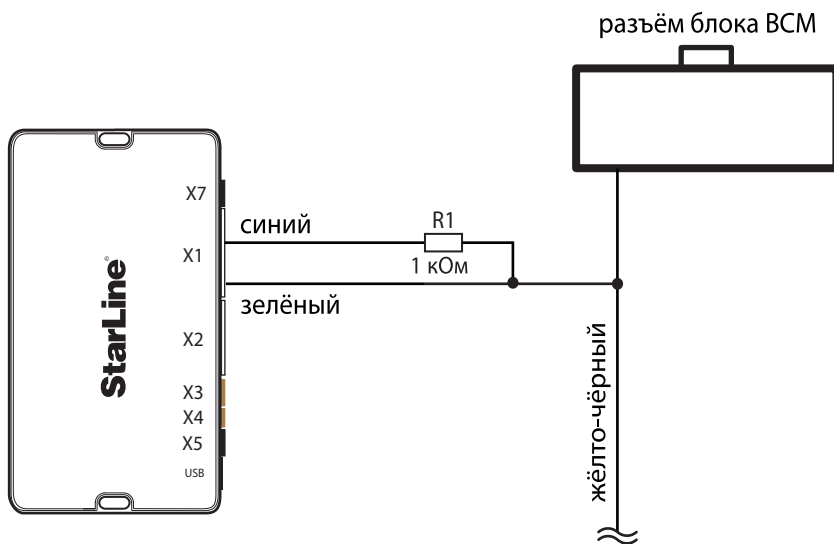 разъём блока BCM
X7
синий
R1
X1
1 кОм
зелёный
StarLine®
X2
жёлто-чёрный
X3
X4
X5
USB